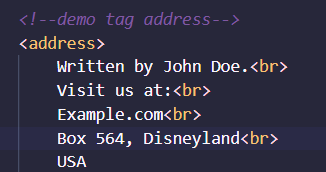 <!--demo tag address-->
<address>
Written by John Doe.<br>
Visit us at:<br>
Example.com<br>
Box 564, Disneyland<br>
USA